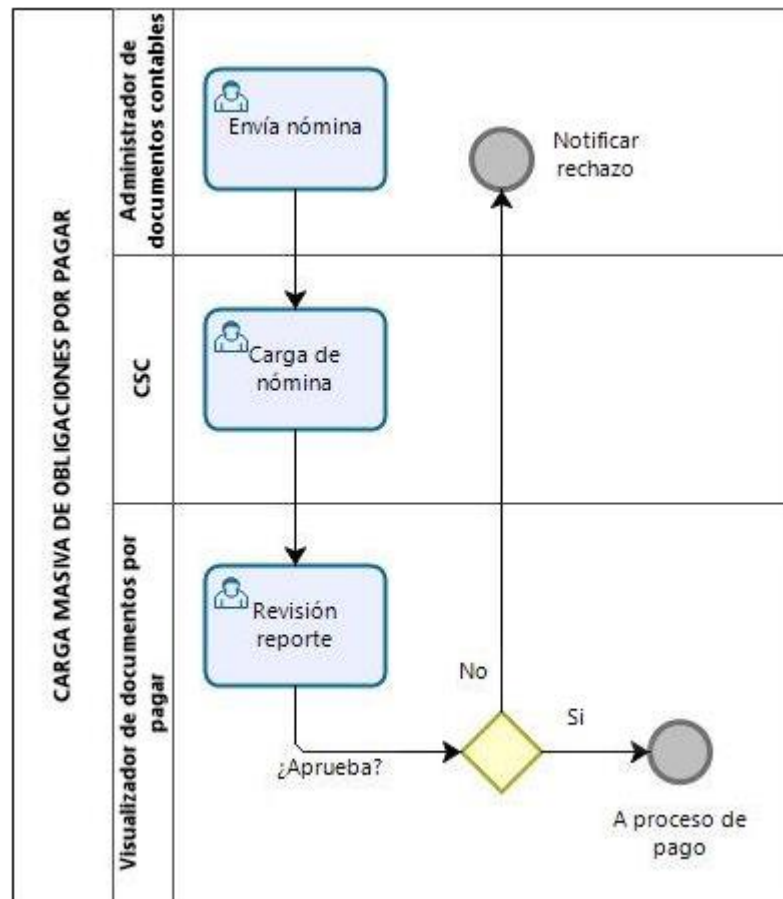 CARGA MASIVA DE OBLIGACIONES POR PAGAR
Administrador de
documentos contables
Envía nómina
Notificar
rechazo
CSC
Carga de
nómina
Visualizador de documentos por
pagar
Revisión
reporte
¿Aprueba?
No
Si
A proceso de
pago